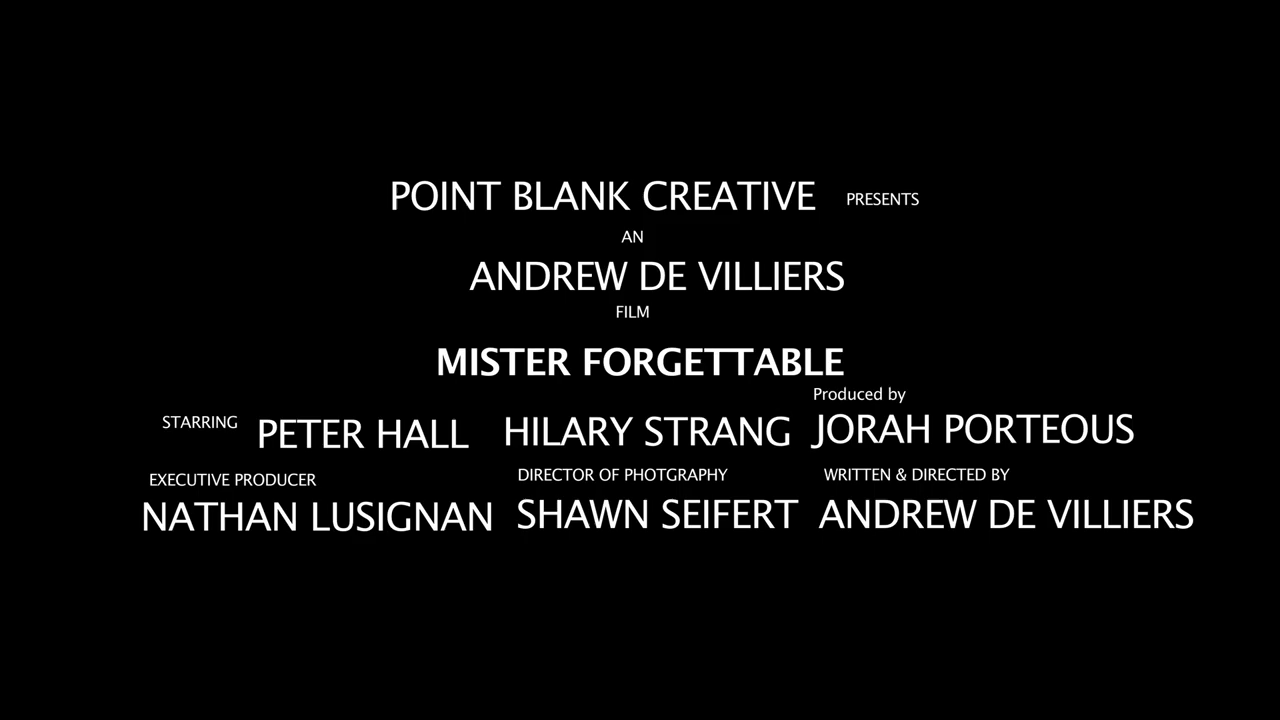 POINT BLANK CREATIVE PRESENTS
AN
ANDREW DE VILLIERS
FILM
MISTER FORGETTABLE
Produced by
STARRING PETER HALL HILARY STRANG JORAH PORTEOUS
EXECUTIVE PRODUCER DIRECTOR OF PHOTGRAPHY WRITTEN & DIRECTED BY
NATHAN LUSIGNAN SHAWN SEIFERT ANDREW DE VILLIERS